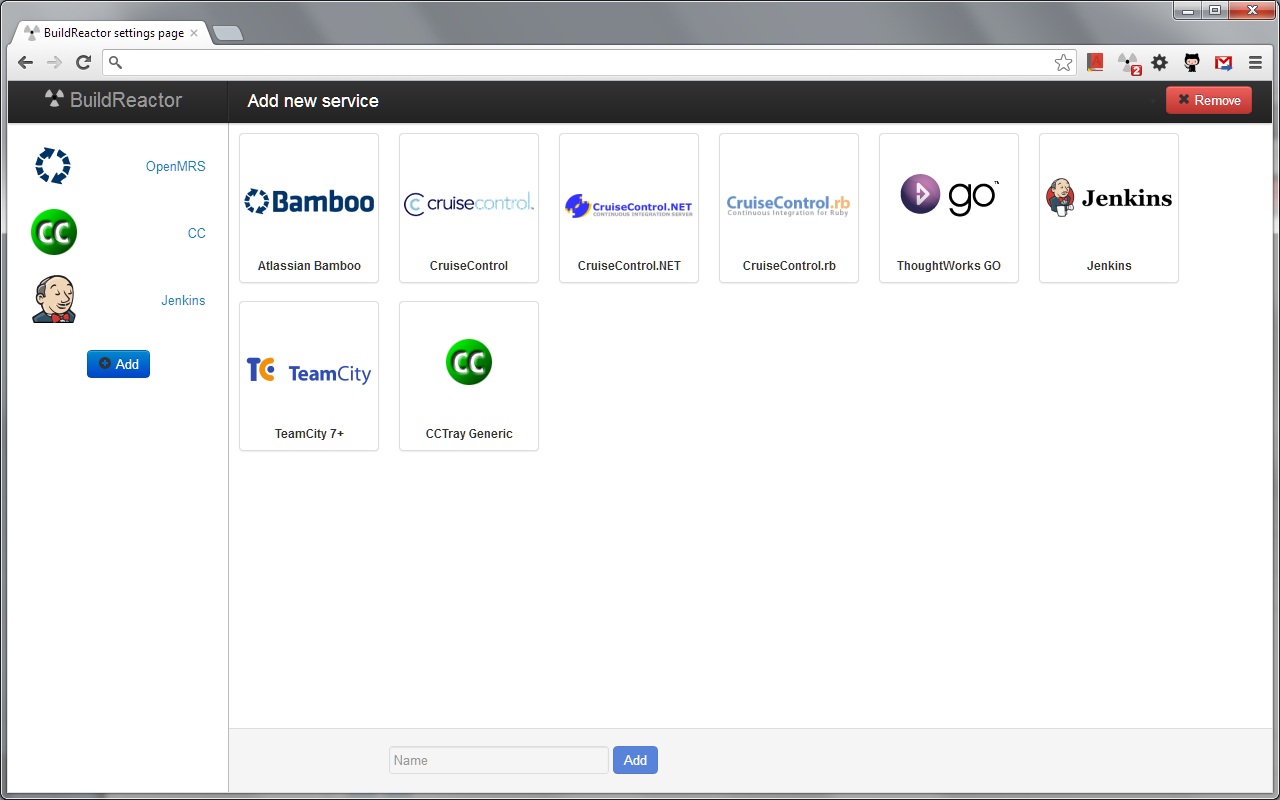 BuildReactor settings page
2
BuildReactor
Add new service
Remove
OpenMRS
CC
CC
Jenkins
Add
Bamboo
Atlassian Bamboo
cruisecontrol.
CruiseControl
CruiseControl.NET
CONTINUOUS INTEGRATION SERVER
CruiseControl.NET
CruiseControl.rb
Continuous Integration for Ruby
CruiseControl.rb
go™
ThoughtWorks GO
Jenkins
Jenkins
TC TeamCity
TeamCity 7+
CC
CCTray Generic
Name
Add